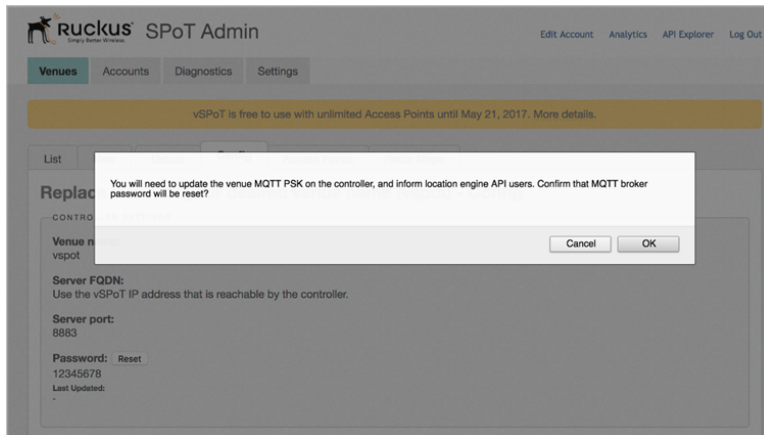 Ruckus SPoT Admin
Simply Better Wireless.
Edit Account Analytics API Explorer Log Out
Venues Accounts Diagnostics Settings
vSPoT is free to use with unlimited Access Points until May 21, 2017. More details.
List
You will need to update the venue MQTT PSK on the controller, and inform location engine API users. Confirm that MQTT broker
password will be reset?
Cancel OK
Replac
CONTRO
Venue n
vspot
Server FQDN:
Use the vSPoT IP address that is reachable by the controller.
Server port:
8883
Password: Reset
12345678
Last Updated:
-